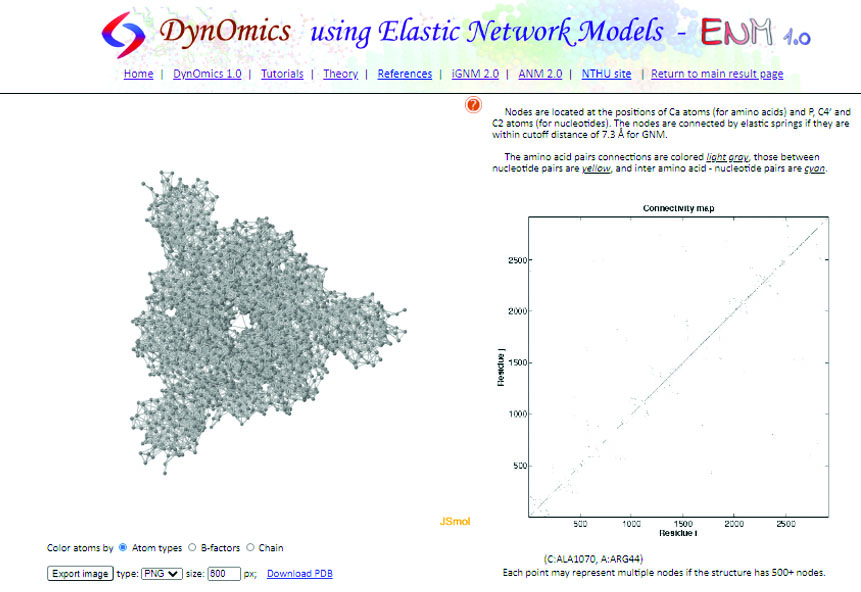 DynOmics using Elastic Network Models - ENM 1.0
Home | DynOmics 1.0 | Tutorials | Theory | References | iGNM 2.0 | ANM 2.0 | NTHU site | Return to main result page
?
Nodes are located at the positions of Ca atoms (for amino acids) and P, C4' and
C2 atoms (for nucleotides). The nodes are connected by elastic springs if they are
within cutoff distance of 7.3 Å for GNM.
The amino acid pairs connections are colored light gray, those between
nucleotide pairs are yellow, and inter amino acid - nucleotide pairs are cyan.
Connectivity map
2500
2000
1500
1000
500
Residue j
500 1000 1500 2000 2500
Residue i
JSmol
(C:ALA1070, A:ARG44)
Each point may represent multiple nodes if the structure has 500+ nodes.
Color atoms by Atom types B-factors Chain
Export image type: PNG size: 800 px; Download PDB